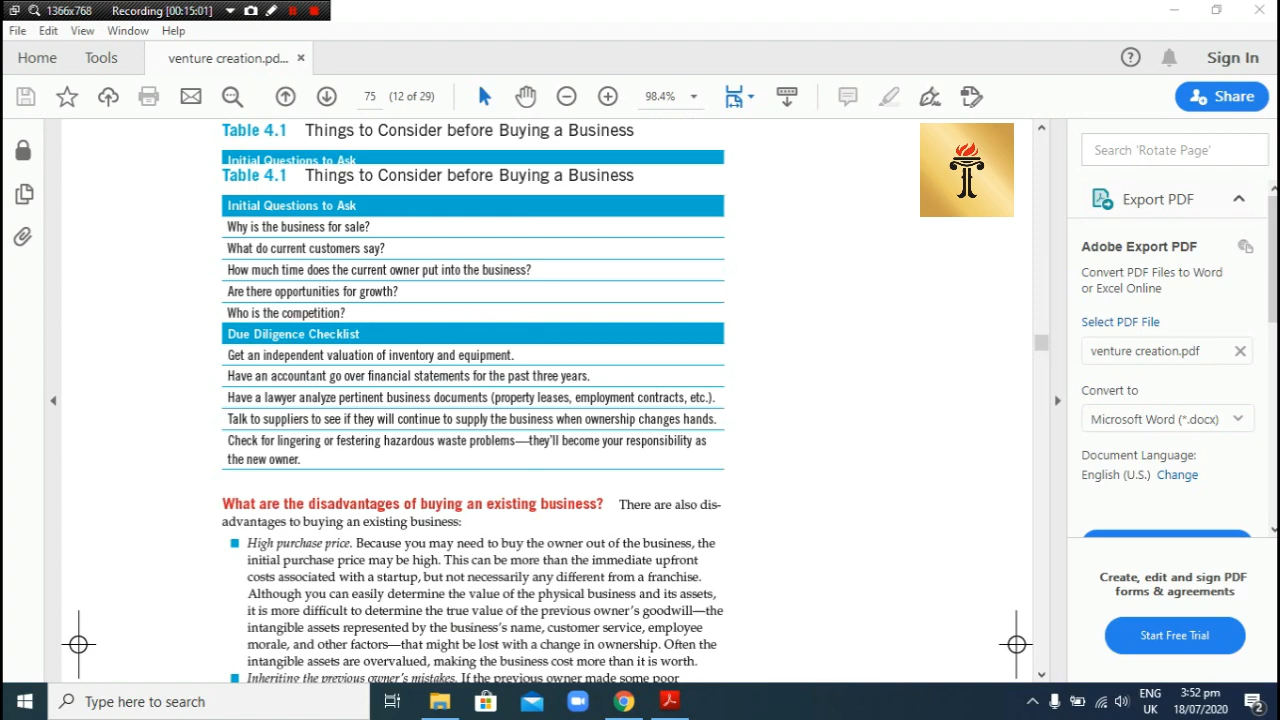 1366x768 Recording [00:15:01]
File Edit View Window Help
Home Tools venture creation.pd... × Sign In
75 (12 of 29) 98.4% Share
Table 4.1 Things to Consider before Buying a Business
Initial Questions to Ask
Table 4.1 Things to Consider before Buying a Business
Initial Questions to Ask
Why is the business for sale?
What do current customers say?
How much time does the current owner put into the business?
Are there opportunities for growth?
Who is the competition?
Due Diligence Checklist
Get an independent valuation of inventory and equipment.
Have an accountant go over financial statements for the past three years.
Have a lawyer analyze pertinent business documents (property leases, employment contracts, etc.).
Talk to suppliers to see if they will continue to supply the business when ownership changes hands.
Check for lingering or festering hazardous waste problems—they'll become your responsibility as
the new owner.
What are the disadvantages of buying an existing business? There are also dis-
advantages to buying an existing business:
High purchase price. Because you may need to buy the owner out of the business, the
initial purchase price may be high. This can be more than the immediate upfront
costs associated with a startup, but not necessarily any different from a franchise.
Although you can easily determine the value of the physical business and its assets,
it is more difficult to determine the true value of the previous owner's goodwill—the
intangible assets represented by the business's name, customer service, employee
morale, and other factors—that might be lost with a change in ownership. Often the
intangible assets are overvalued, making the business cost more than it is worth.
Inheriting the previous owner's mistakes. If the previous owner made some poor
Search 'Rotate Page'
Export PDF
Adobe Export PDF
Convert PDF Files to Word
or Excel Online
Select PDF File
venture creation.pdf
Convert to
Microsoft Word (*.docx)
Document Language:
English (U.S.) Change
Create, edit and sign PDF
forms & agreements
Start Free Trial
Type here to search
ENG
UK
3:52 pm
18/07/2020
2